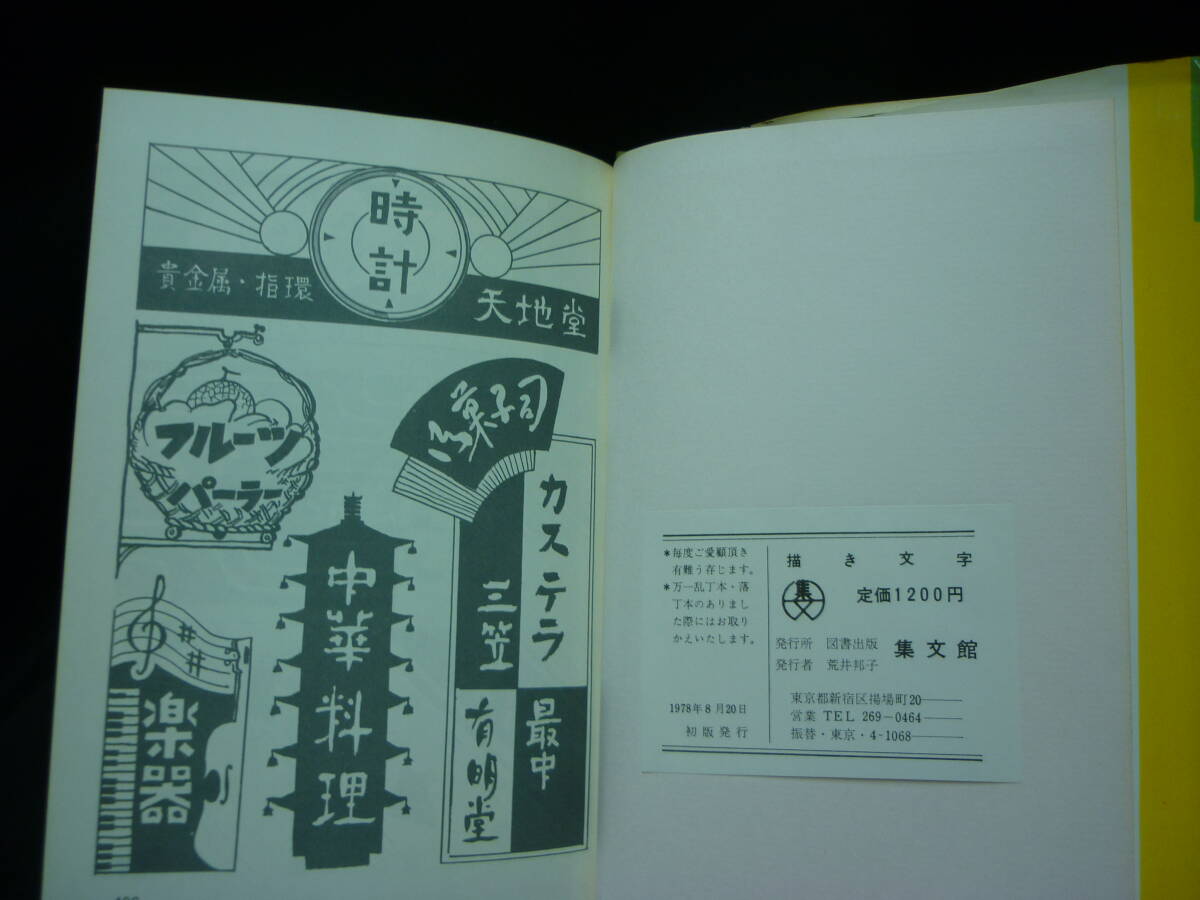 時計
貴金属・指環
天地堂
フルーツ
パーラー
御菓子司
カステラ
三笠
最中
有明堂
中華料理
楽器
*毎度ご愛顧頂き
有難う存じます。
*万一乱丁本・落
丁本のありまし
た際にはお取り
かえいたします。
1978年8月20日
初版発行
描き文字
集文
定価1200円
発行所 図書出版 集文館
発行者 荒井邦子
東京都新宿区揚場町20
営業 TEL 269-0464
振替・東京・4-1068